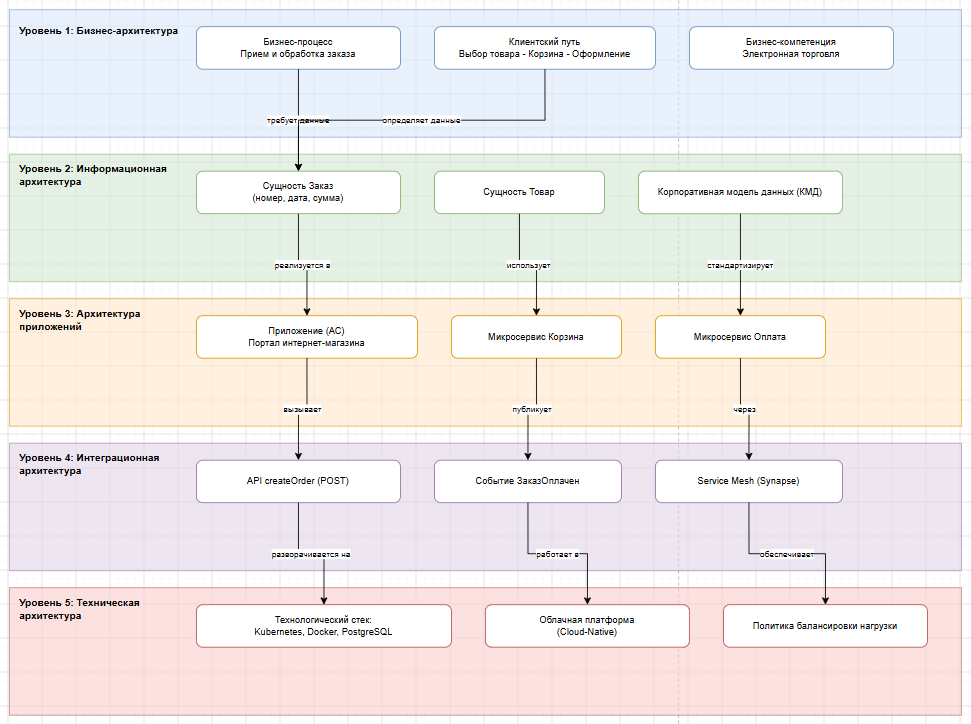 Уровень 1: Бизнес-архитектура
Бизнес-процесс
Прием и обработка заказа
Клиентский путь
Выбор товара - Корзина - Оформление
Бизнес-компетенция
Электронная торговля
требует данные
определяет данные
Уровень 2: Информационная
архитектура
Сущность Заказ
(номер, дата, сумма)
Сущность Товар
Корпоративная модель данных (КМД)
реализуется в
использует
стандартизирует
Уровень 3: Архитектура
приложений
Приложение (АС)
Портал интернет-магазина
Микросервис Корзина
Микросервис Оплата
вызывает
публикует
через
Уровень 4: Интеграционная
архитектура
API createOrder (POST)
Событие ЗаказОплачен
Service Mesh (Synapse)
разворачивается на
работает в
обеспечивает
Уровень 5: Техническая
архитектура
Технологический стек:
Kubernetes, Docker, PostgreSQL
Облачная платформа
(Cloud-Native)
Политика балансировки нагрузки